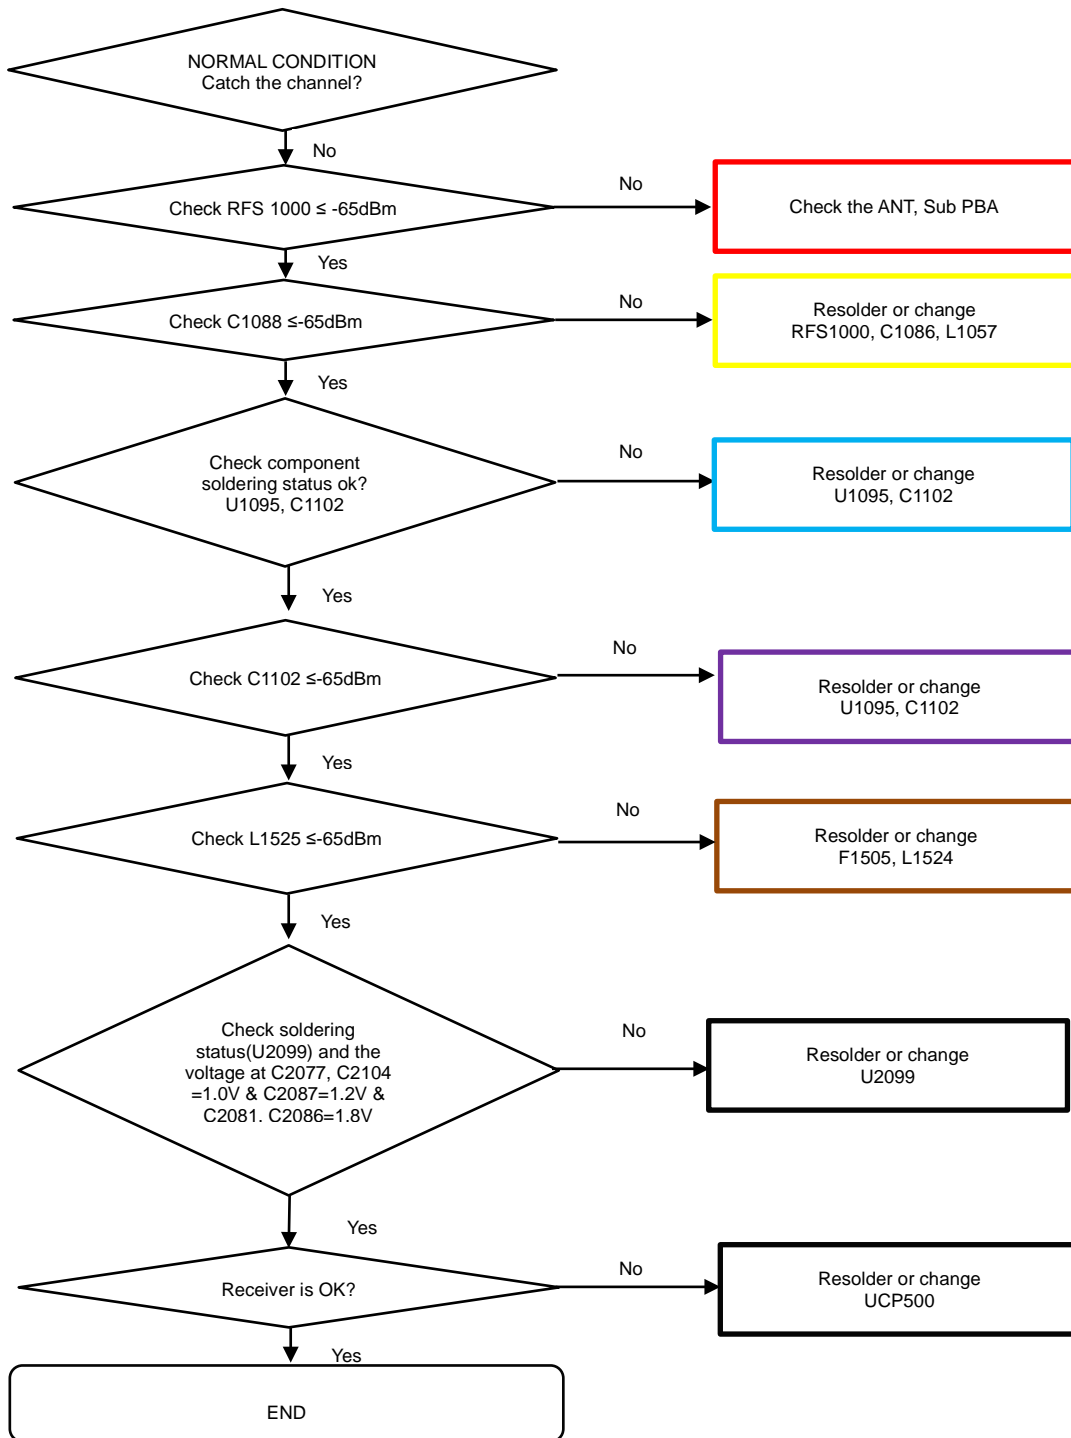 NORMAL CONDITION
Catch the channel?
No
Check RFS 1000 ≤ -65dBm
No
Check the ANT, Sub PBA
Yes
Check C1088 ≤-65dBm
No
Resolder or change
RFS1000, C1086, L1057
Yes
Check component
soldering status ok?
U1095, C1102
No
Resolder or change
U1095, C1102
Yes
Check C1102 ≤-65dBm
No
Resolder or change
U1095, C1102
Yes
Check L1525 ≤-65dBm
No
Resolder or change
F1505, L1524
Yes
Check soldering
status(U2099) and the
voltage at C2077, C2104
=1.0V & C2087=1.2V &
C2081. C2086=1.8V
No
Resolder or change
U2099
Yes
Receiver is OK?
No
Resolder or change
UCP500
Yes
END